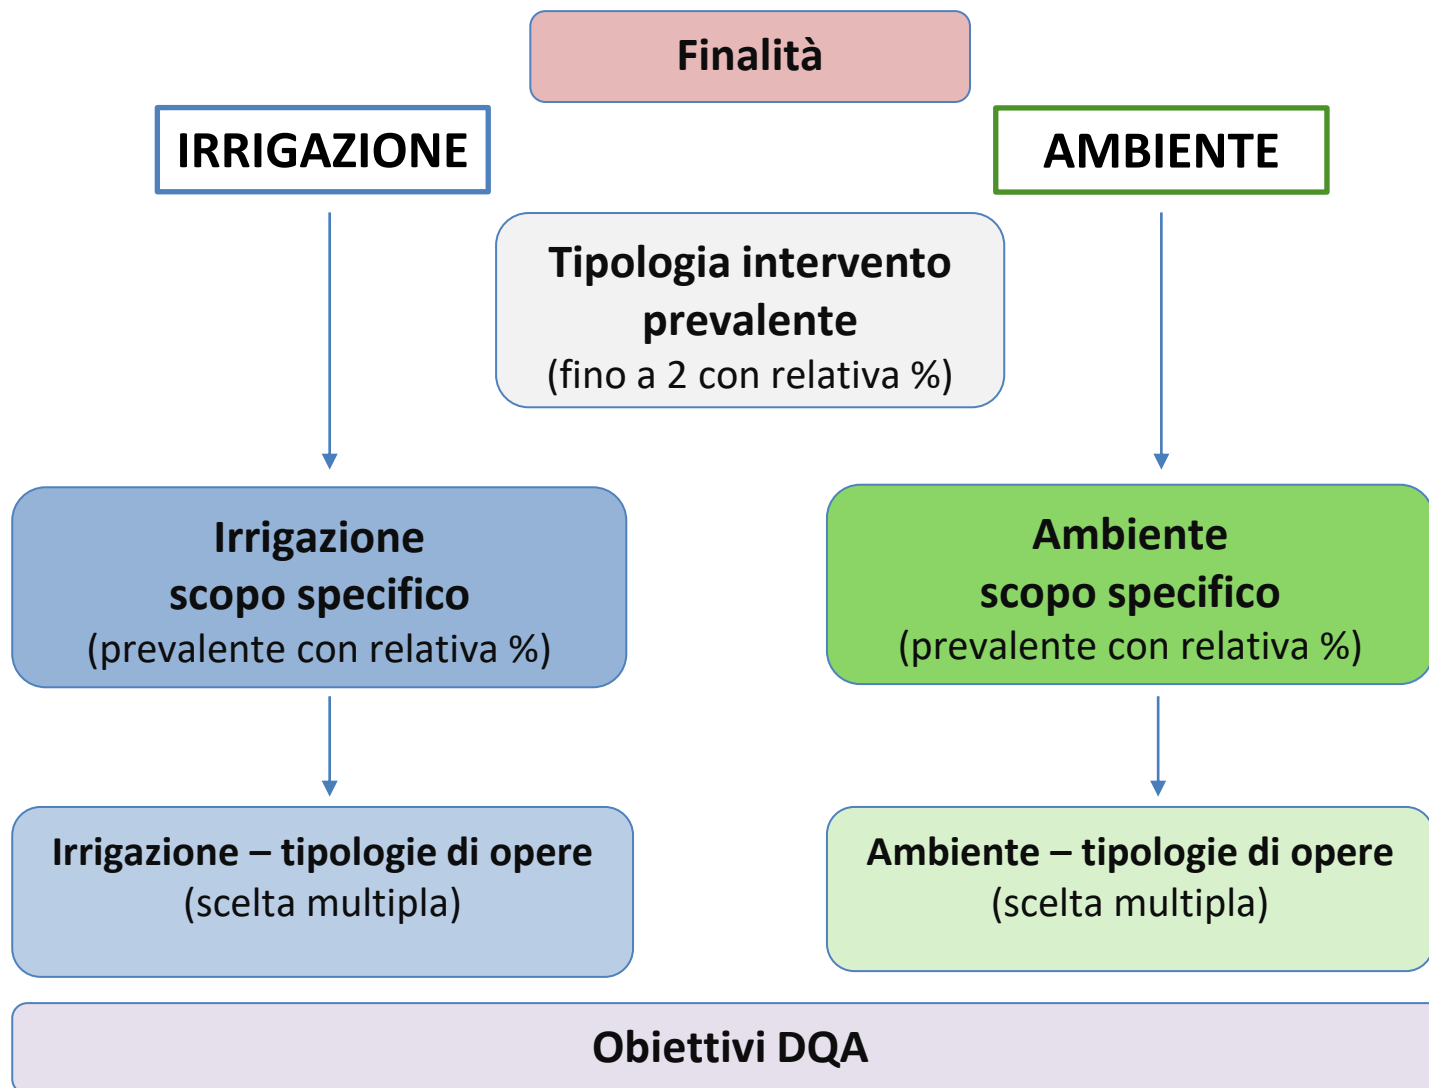 Finalità
IRRIGAZIONE
AMBIENTE
Tipologia intervento
prevalente
(fino a 2 con relativa %)
Irrigazione
scopo specifico
(prevalente con relativa %)
Ambiente
scopo specifico
(prevalente con relativa %)
Irrigazione – tipologie di opere
(scelta multipla)
Ambiente – tipologie di opere
(scelta multipla)
Obiettivi DQA